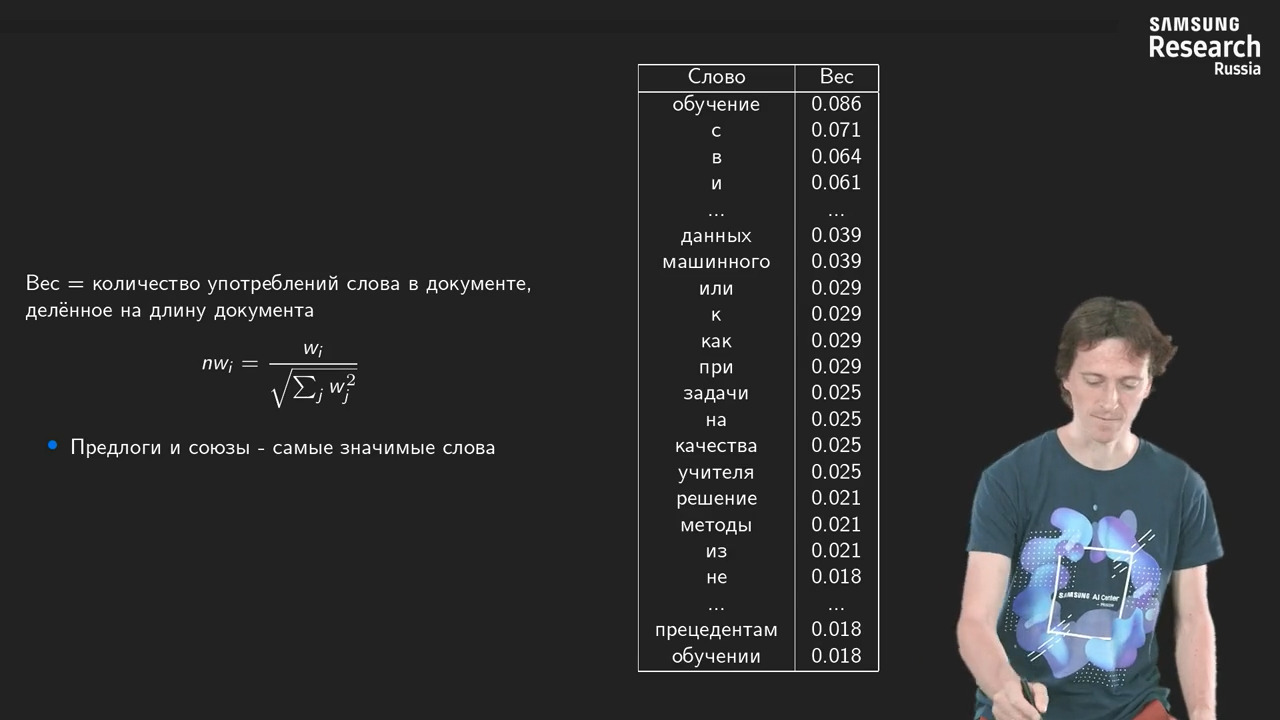 SAMSUNG
Research
Russia
Вес = количество употреблений слова в документе,
делённое на длину документа
nw_i = w_i / √(∑_j w_j^2)
• Предлоги и союзы - самые значимые слова
Слово Вес
обучение 0.086
с 0.071
в 0.064
и 0.061
... ...
данных 0.039
машинного 0.039
или 0.029
к 0.029
как 0.029
при 0.029
задачи 0.025
на 0.025
качества 0.025
учителя 0.025
решение 0.021
методы 0.021
из 0.021
не 0.018
... ...
прецедентам 0.018
обучении 0.018
SAMSUNG AI Center